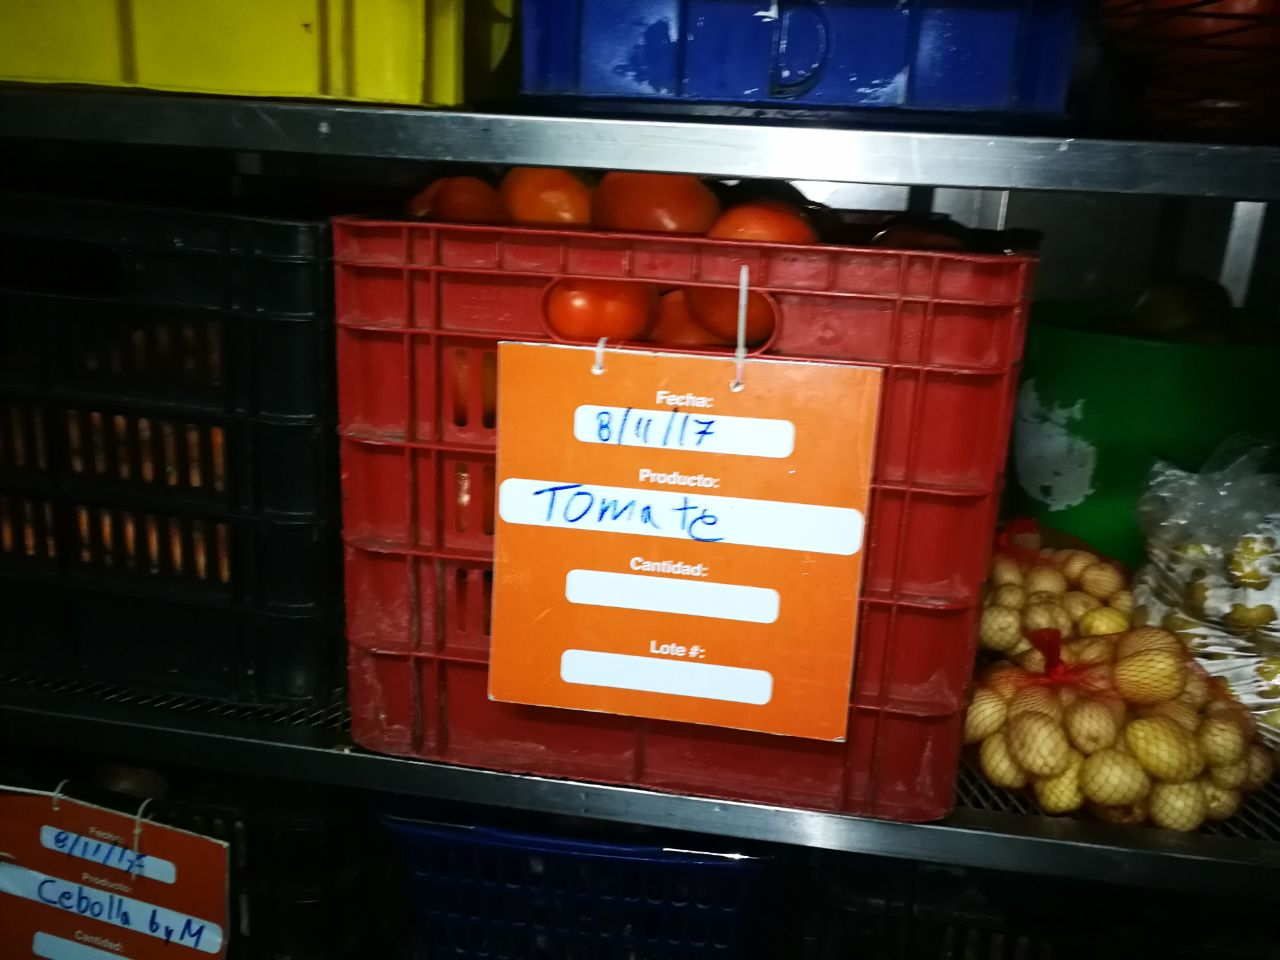 D
Fecha:
8/11/17
Producto:
Tomate
Cantidad:
Lote #:
Fecha:
8/11/17
Producto:
Cebolla b y M
Cantidad: